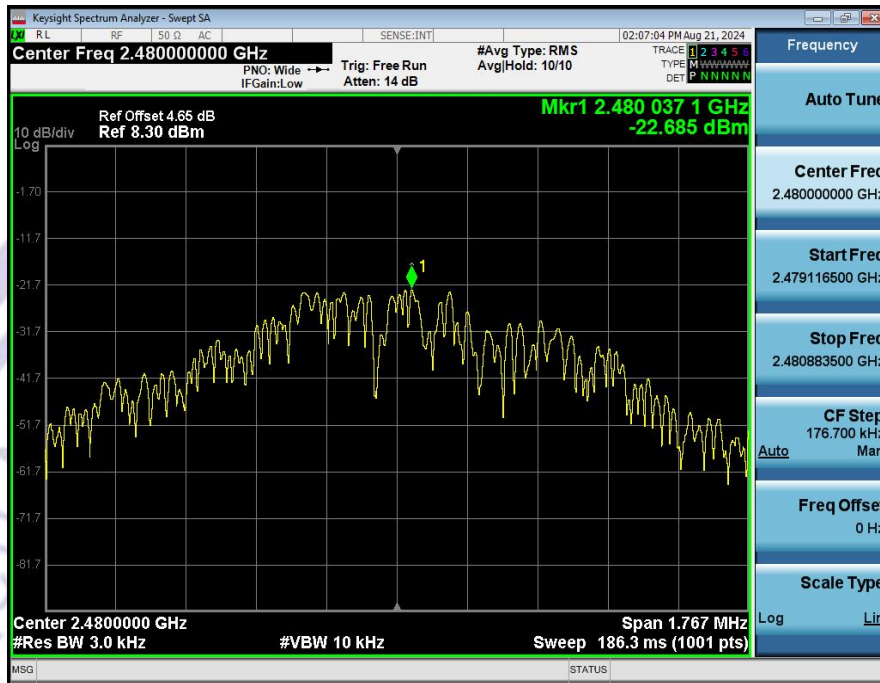 Keysight Spectrum Analyzer - Swept SA
LXI RL RF 50 Ω AC SENSE:INT 02:07:04 PM Aug 21, 2024
Center Freq 2.480000000 GHz
PNO: Wide
IFGain:Low
Trig: Free Run
Atten: 14 dB
#Avg Type: RMS
Avg|Hold: 10/10
TRACE 1 2 3 4 5 6
TYPE M W W W W W
DET P N N N N N
Ref Offset 4.65 dB
10 dB/div Ref 8.30 dBm
Log
Mkr1 2.480 037 1 GHz
-22.685 dBm
-1.70
-11.7
1
-21.7
-31.7
-41.7
-51.7
-61.7
-71.7
-81.7
Center 2.4800000 GHz
Span 1.767 MHz
#Res BW 3.0 kHz
#VBW 10 kHz
Sweep 186.3 ms (1001 pts)
MSG STATUS
Frequency
Auto Tune
Center Freq
2.480000000 GHz
Start Freq
2.479116500 GHz
Stop Freq
2.480883500 GHz
CF Step
176.700 kHz
Auto Man
Freq Offset
0 Hz
Scale Type
Log Lin